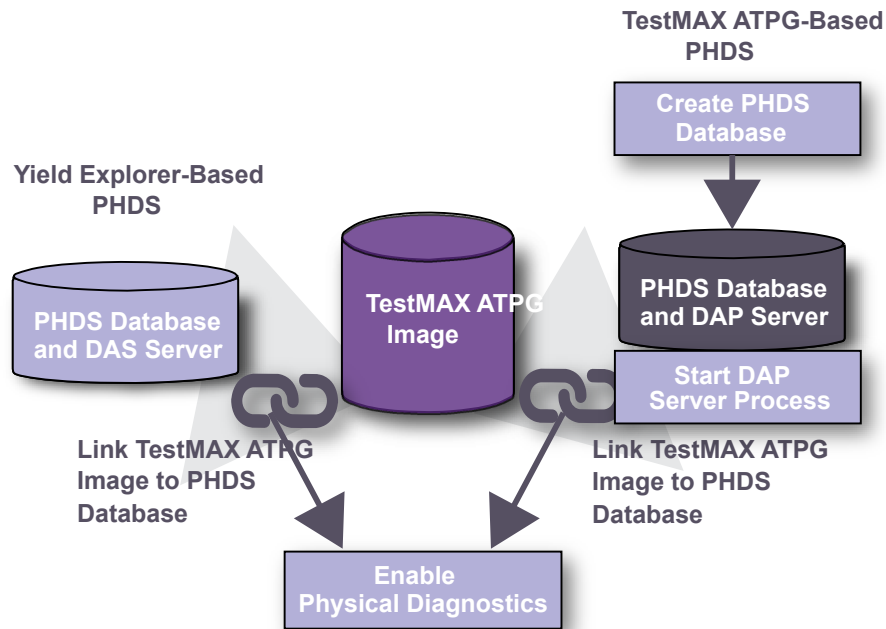 TestMAX ATPG-Based
PHDS
Create PHDS
Database
Yield Explorer-Based
PHDS
PHDS Database
and DAS Server
TestMAX ATPG
Image
PHDS Database
and DAP Server
Start DAP
Server Process
Link TestMAX ATPG
Image to PHDS
Database
Link TestMAX ATPG
Image to PHDS
Database
Enable
Physical Diagnostics